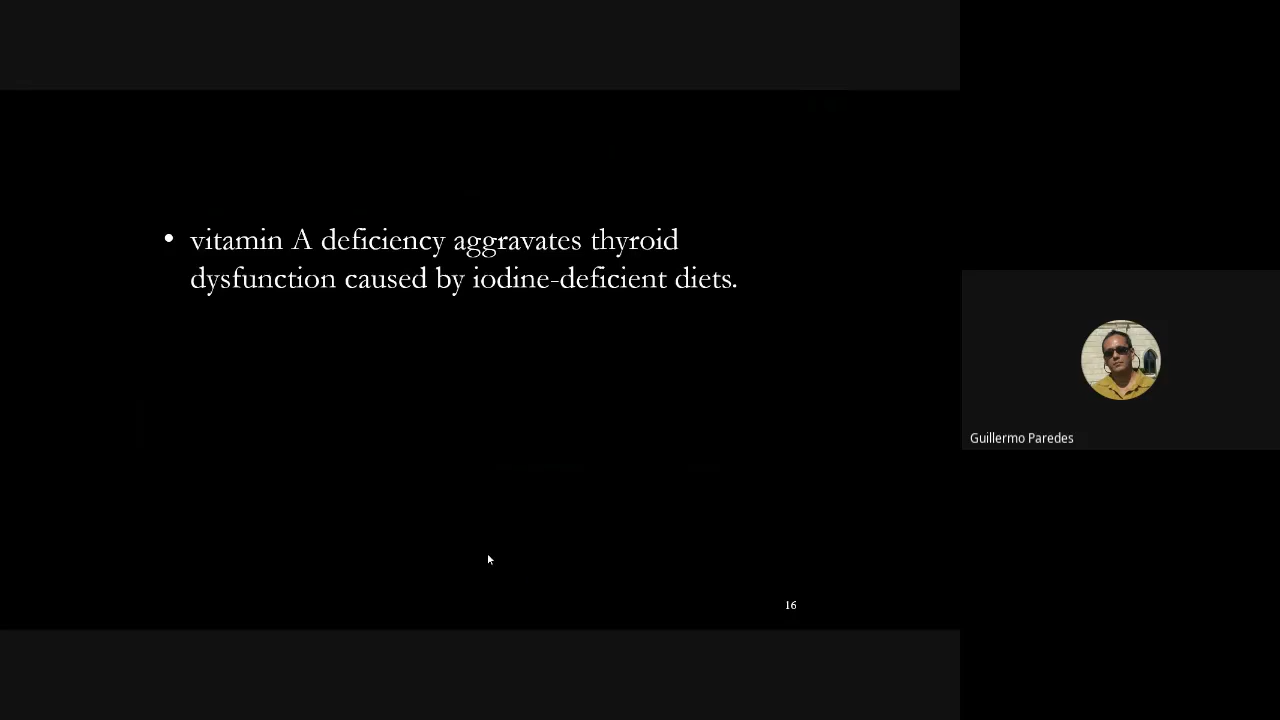 • vitamin A deficiency aggravates thyroid
dysfunction caused by iodine-deficient diets.
Guillermo Paredes
16